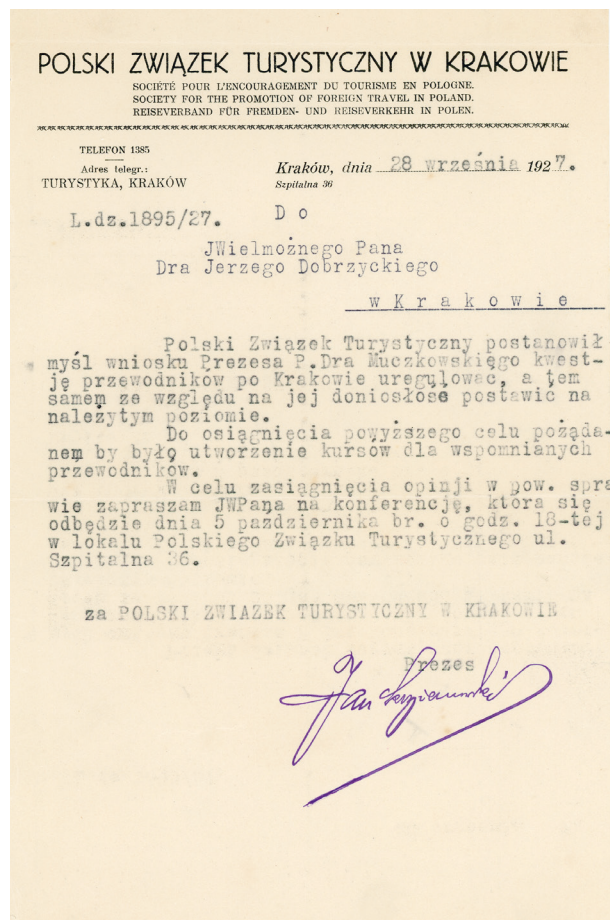 POLSKI ZWIĄZEK TURYSTYCZNY W KRAKOWIE
SOCIÉTÉ POUR L'ENCOURAGEMENT DU TOURISME EN POLOGNE.
SOCIETY FOR THE PROMOTION OF FOREIGN TRAVEL IN POLAND.
REISEVERBAND FÜR FREMDEN- UND REISEVERKEHR IN POLEN.
TELEFON 1385
Adres telegr.:
TURYSTYKA, KRAKÓW
Kraków, dnia 28 września 1927.
Szpitalna 36
L.dz.1895/27.
D o
JWielmożnego Pana
Dra Jerzego Dobrzyckiego
w K r a k o w i e
Polski Związek Turystyczny postanowił
myśl wniosku Prezesa P.Dra Muczkowskięgo kwest-
ję przewodników po Krakowie uregulować, a tem
samem ze względu na jej doniosłość postawić na
należytym poziomie.
Do osiągnięcia powyższego celu pożąda-
nem by było utworzenie kursów dla wspomnianych
przewodników.
W celu zasiągnięcia opinji w pow. spra
wie zapraszam JWPana na konferencję, która się
odbędzie dnia 5 października br. o godz. 18-tej
w lokalu Polskiego Związku Turystycznego ul.
Szpitalna 36.
za POLSKI ZWIAZEK TURYSTYCZNY W KRAKOWIE
Prezes
Jan